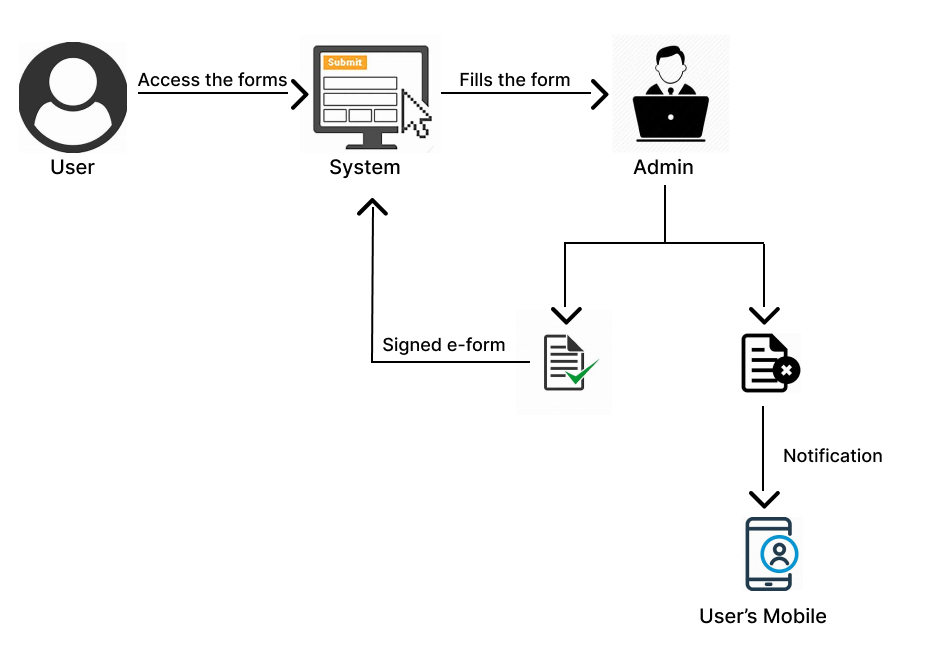 Submit
Access the forms
Fills the form
User
System
Admin
Signed e-form
Notification
User’s Mobile